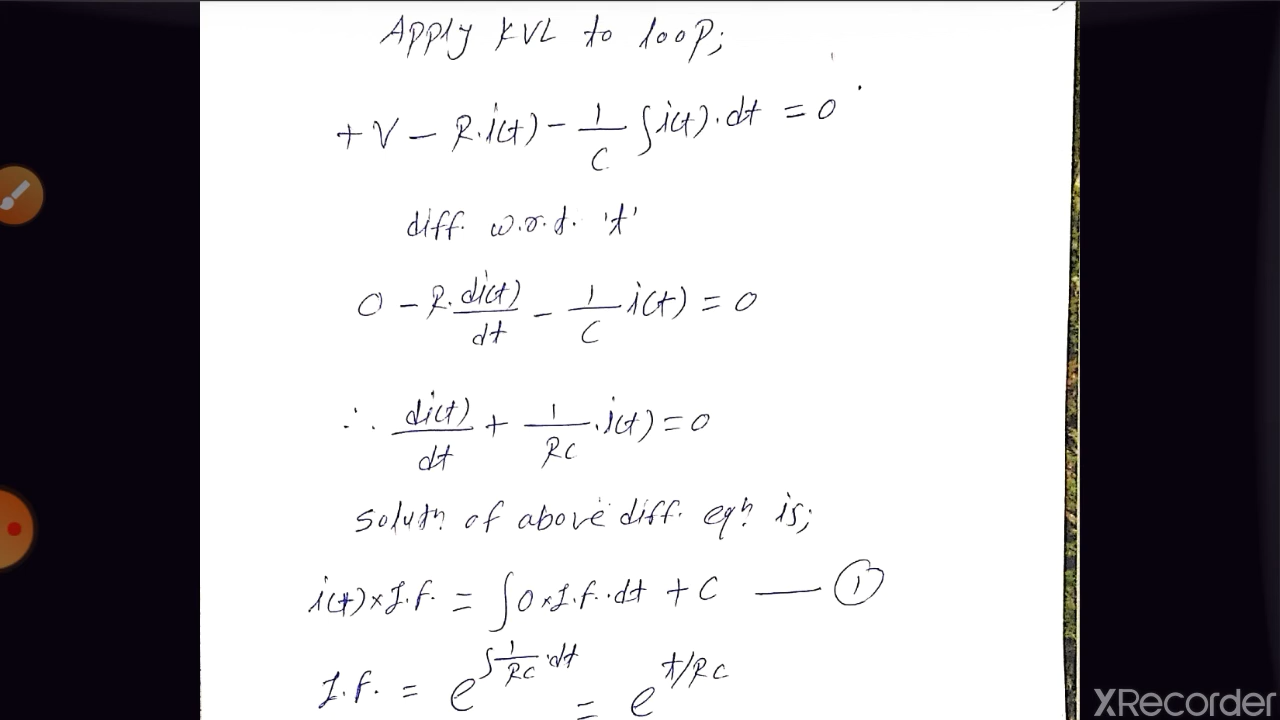 Apply KVL to loop;
+ V - R.i(t) - 1/C ∫i(t).dt = 0
diff. w.r.t. 't'
0 - R. di(t)/dt - 1/C i(t) = 0
∴ di(t)/dt + 1/RC .i(t) = 0
solutn of above diff. eqn is;
i(t) x I.f. = ∫0 x I.f..dt + C — ①
I.f. = e^∫1/RC .dt = e^t/RC
XRecorder